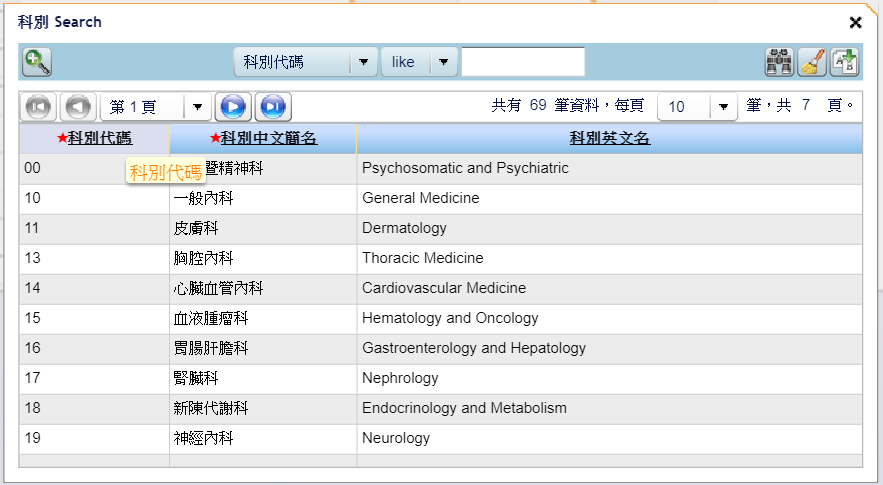 科別 Search
科別代碼 like
第 1 頁 共有 69 筆資料，每頁 10 筆，共 7 頁。
★科別代碼 ★科別中文簡名 科別英文名
00 暨精神科 Psychosomatic and Psychiatric
科別代碼
10 一般內科 General Medicine
11 皮膚科 Dermatology
13 胸腔內科 Thoracic Medicine
14 心臟血管內科 Cardiovascular Medicine
15 血液腫瘤科 Hematology and Oncology
16 胃腸肝膽科 Gastroenterology and Hepatology
17 腎臟科 Nephrology
18 新陳代謝科 Endocrinology and Metabolism
19 神經內科 Neurology